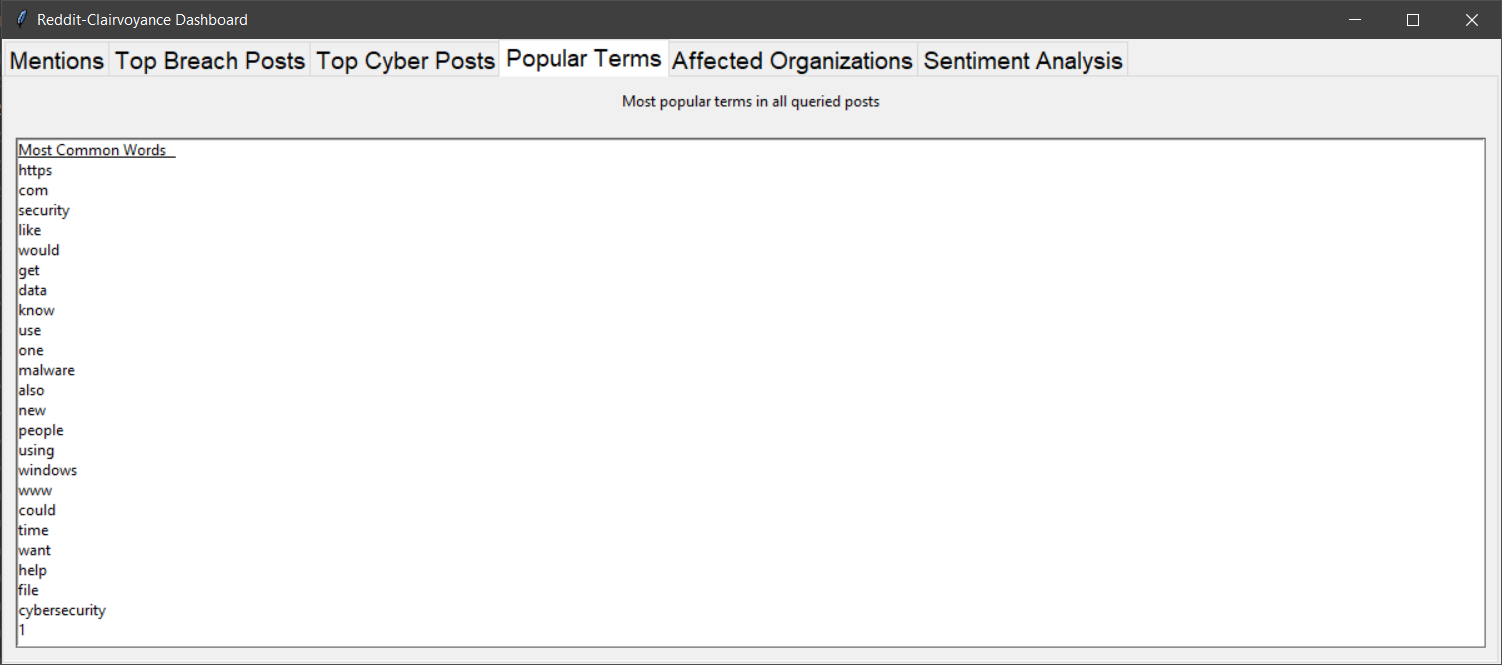 Reddit-Clairvoyance Dashboard
Mentions Top Breach Posts Top Cyber Posts Popular Terms Affected Organizations Sentiment Analysis
Most popular terms in all queried posts
Most Common Words
https
com
security
like
would
get
data
know
use
one
malware
also
new
people
using
windows
www
could
time
want
help
file
cybersecurity
1